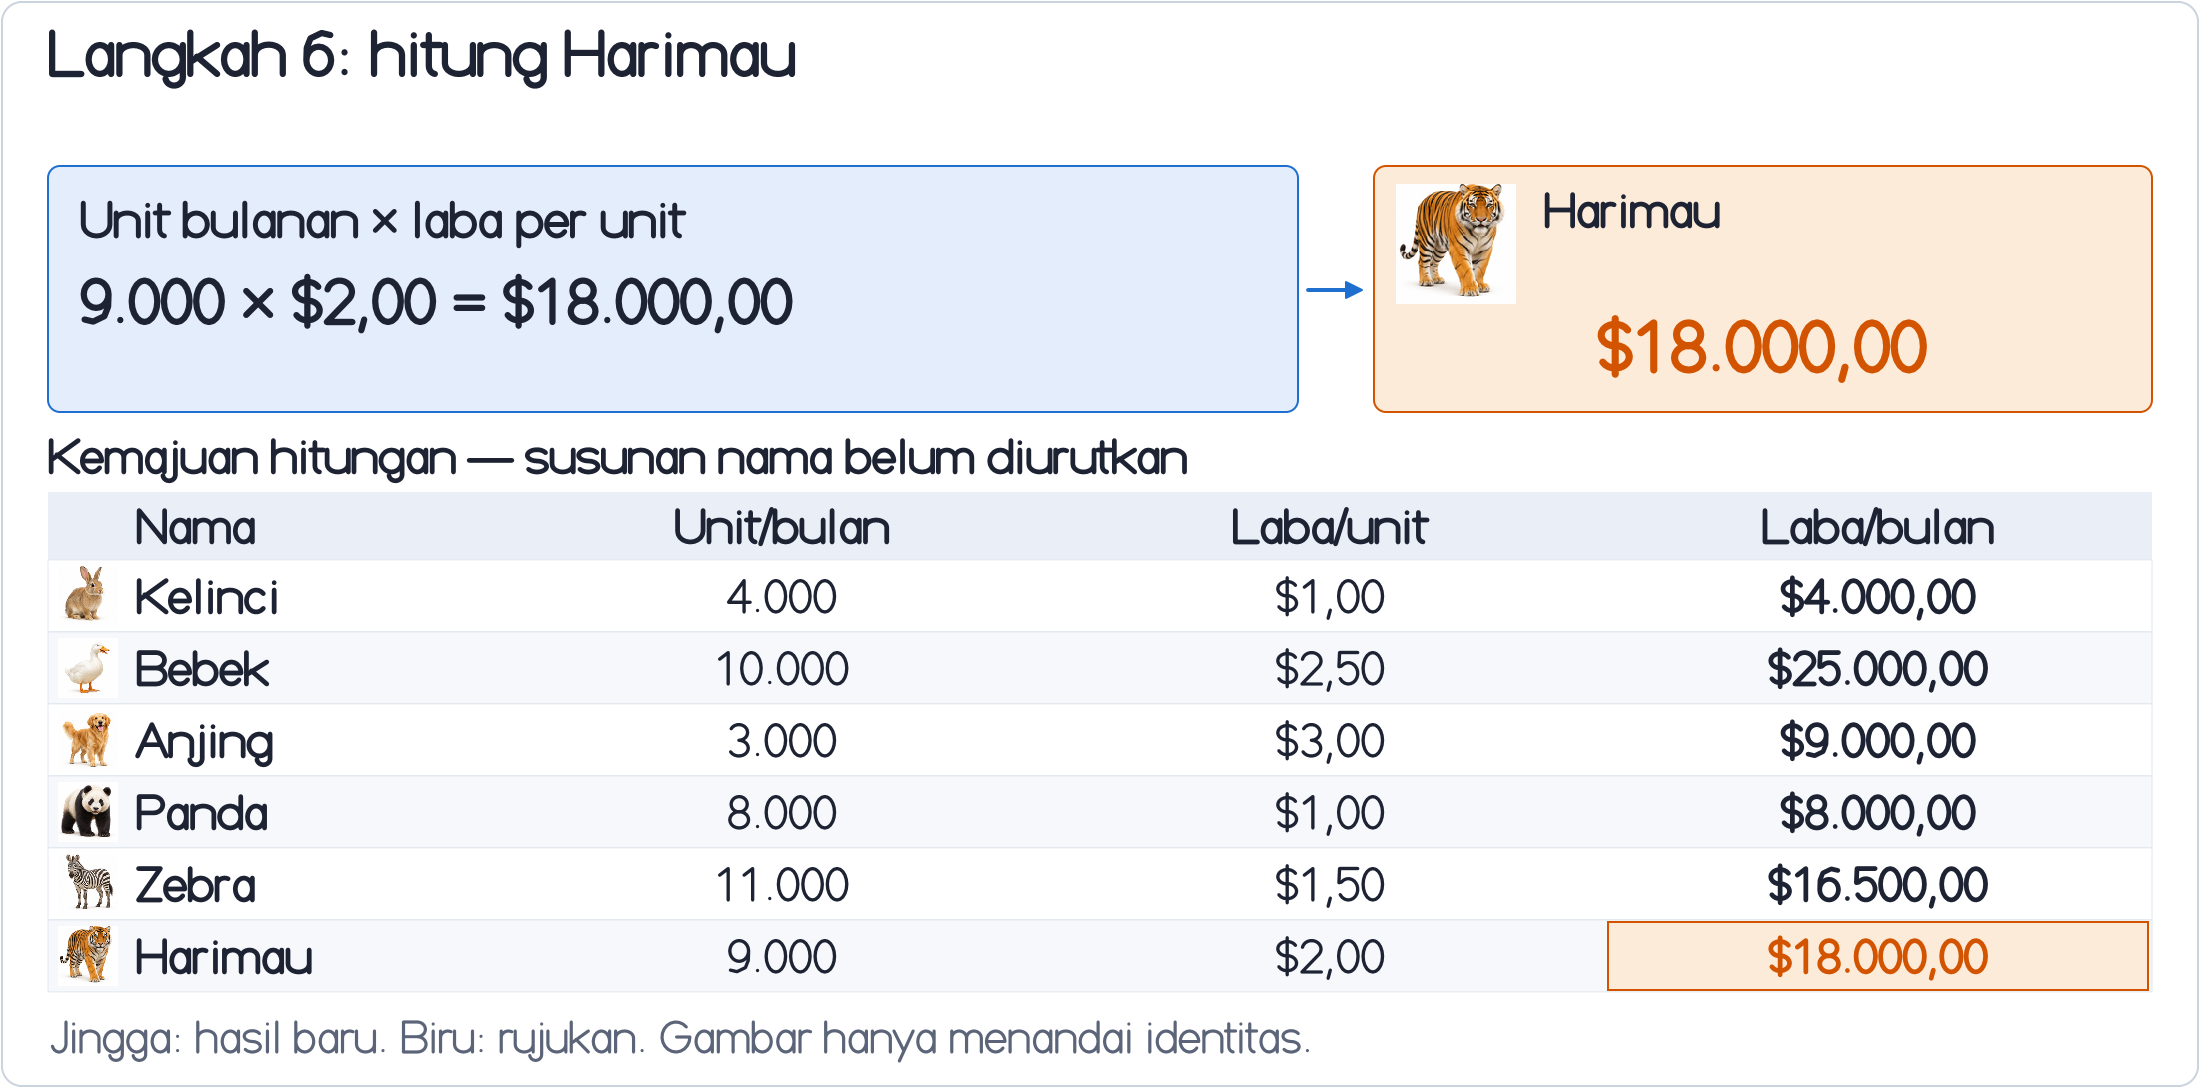 Langkah 6: hitung Harimau
Unit bulanan × laba per unit
9.000 × $2,00 = $18.000,00
Harimau
$18.000,00
Kemajuan hitungan — susunan nama belum diurutkan
Nama Unit/bulan Laba/unit Laba/bulan
Kelinci 4.000 $1,00 $4.000,00
Bebek 10.000 $2,50 $25.000,00
Anjing 3.000 $3,00 $9.000,00
Panda 8.000 $1,00 $8.000,00
Zebra 11.000 $1,50 $16.500,00
Harimau 9.000 $2,00 $18.000,00
Jingga: hasil baru. Biru: rujukan. Gambar hanya menandai identitas.